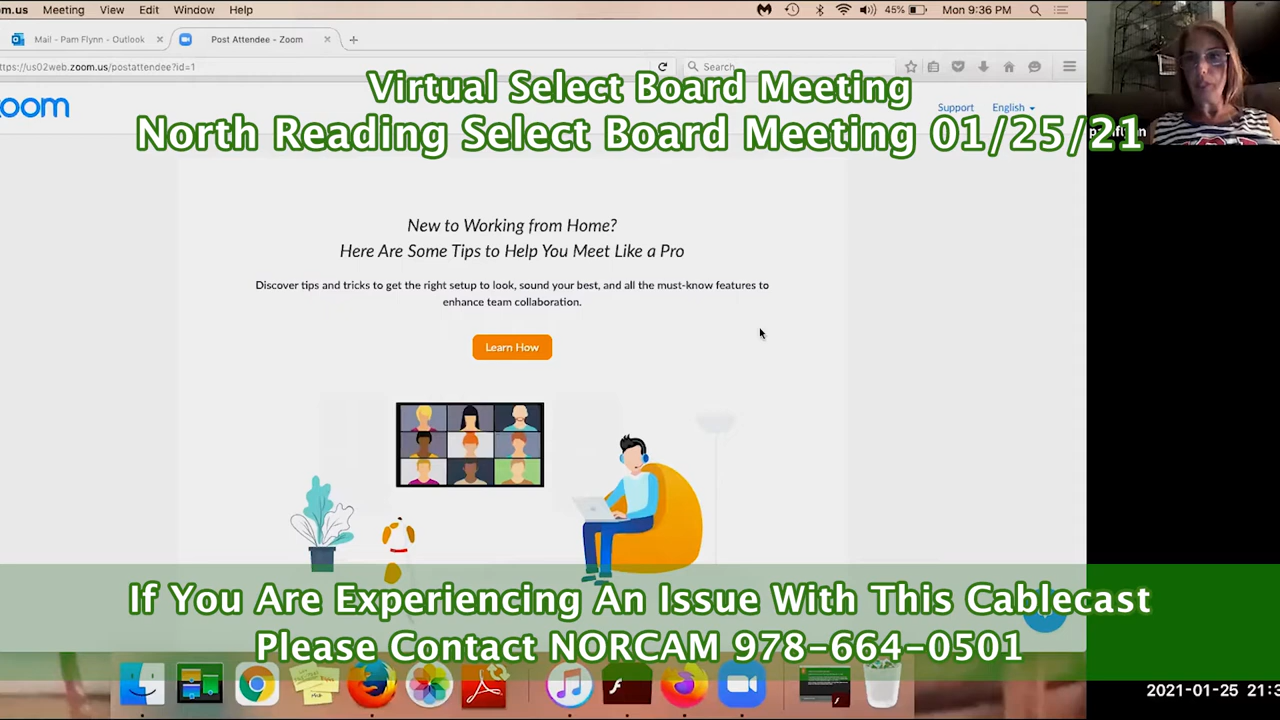 m.us Meeting View Edit Window Help 45% Mon 9:36 PM
Mail - Pam Flynn - Outlook Post Attendee - Zoom
https://us02web.zoom.us/postattendee?id=1 Search
zoom Support English
Virtual Select Board Meeting
North Reading Select Board Meeting 01/25/21
New to Working from Home?
Here Are Some Tips to Help You Meet Like a Pro
Discover tips and tricks to get the right setup to look, sound your best, and all the must-know features to
enhance team collaboration.
Learn How
If You Are Experiencing An Issue With This Cablecast
Please Contact NORCAM 978-664-0501
2021-01-25 21:3